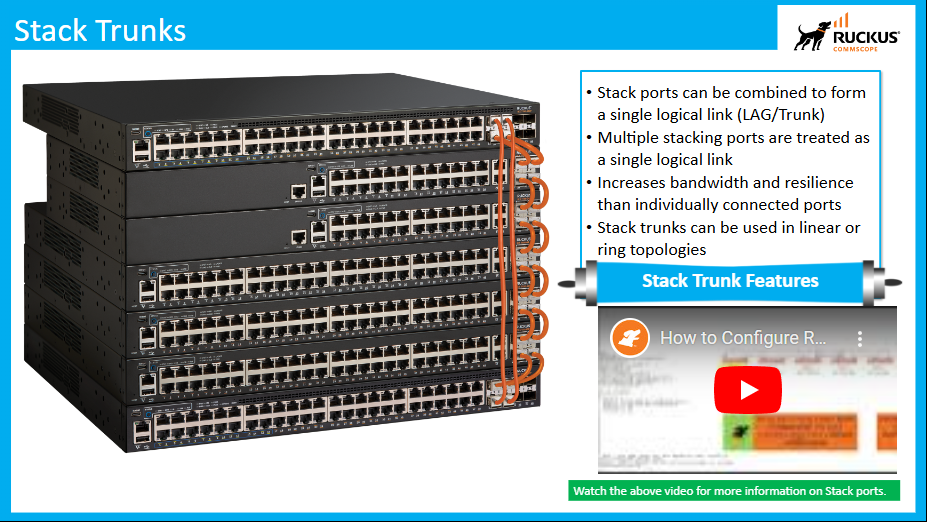 Stack Trunks
RUCKUS
COMMSCOPE
• Stack ports can be combined to form
a single logical link (LAG/Trunk)
• Multiple stacking ports are treated as
a single logical link
• Increases bandwidth and resilience
than individually connected ports
• Stack trunks can be used in linear or
ring topologies
Stack Trunk Features
How to Configure R...
Watch the above video for more information on Stack ports.